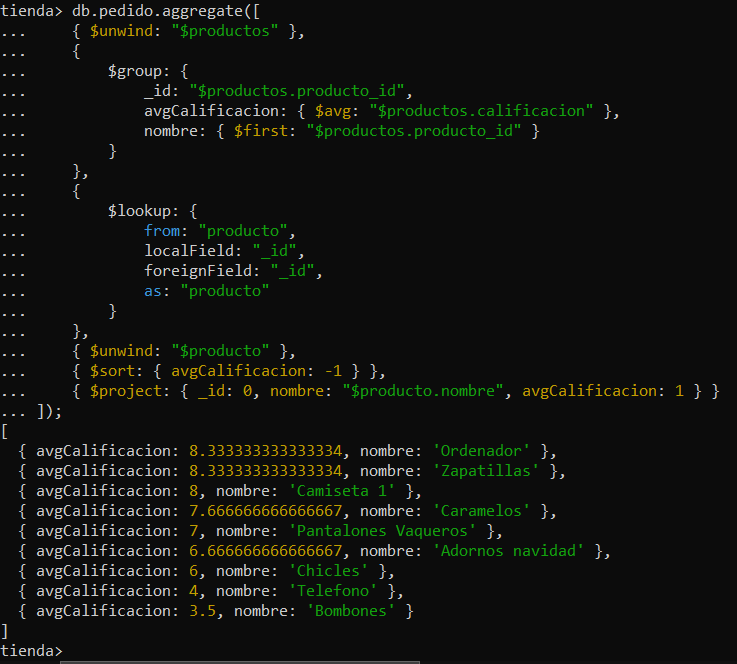 tienda> db.pedido.aggregate([
...     { $unwind: "$productos" },
...     {
...         $group: {
...             _id: "$productos.producto_id",
...             avgCalificacion: { $avg: "$productos.calificacion" },
...             nombre: { $first: "$productos.producto_id" }
...         }
...     },
...     {
...         $lookup: {
...             from: "producto",
...             localField: "_id",
...             foreignField: "_id",
...             as: "producto"
...         }
...     },
...     { $unwind: "$producto" },
...     { $sort: { avgCalificacion: -1 } },
...     { $project: { _id: 0, nombre: "$producto.nombre", avgCalificacion: 1 } }
... ]);
[
  { avgCalificacion: 8.333333333333334, nombre: 'Ordenador' },
  { avgCalificacion: 8.333333333333334, nombre: 'Zapatillas' },
  { avgCalificacion: 8, nombre: 'Camiseta 1' },
  { avgCalificacion: 7.666666666666667, nombre: 'Caramelos' },
  { avgCalificacion: 7, nombre: 'Pantalones Vaqueros' },
  { avgCalificacion: 6.666666666666667, nombre: 'Adornos navidad' },
  { avgCalificacion: 6, nombre: 'Chicles' },
  { avgCalificacion: 4, nombre: 'Telefono' },
  { avgCalificacion: 3.5, nombre: 'Bombones' }
]
tienda>